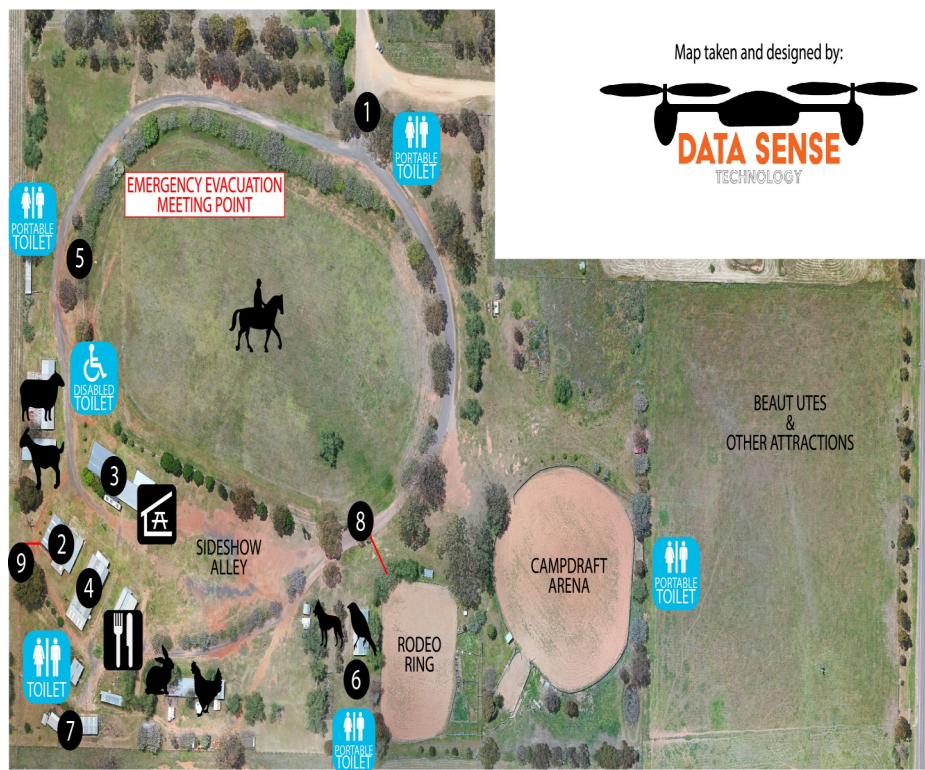 Map taken and designed by:
DATA SENSE
TECHNOLOGY
1
PORTABLE
TOILET
EMERGENCY EVACUATION
MEETING POINT
PORTABLE
TOILET
5
DISABLED
TOILET
BEAUT UTES
&
OTHER ATTRACTIONS
3
8
2
9
SIDESHOW
ALLEY
CAMPDRAFT
ARENA
PORTABLE
TOILET
4
RODEO
RING
TOILET
6
7
PORTABLE
TOILET